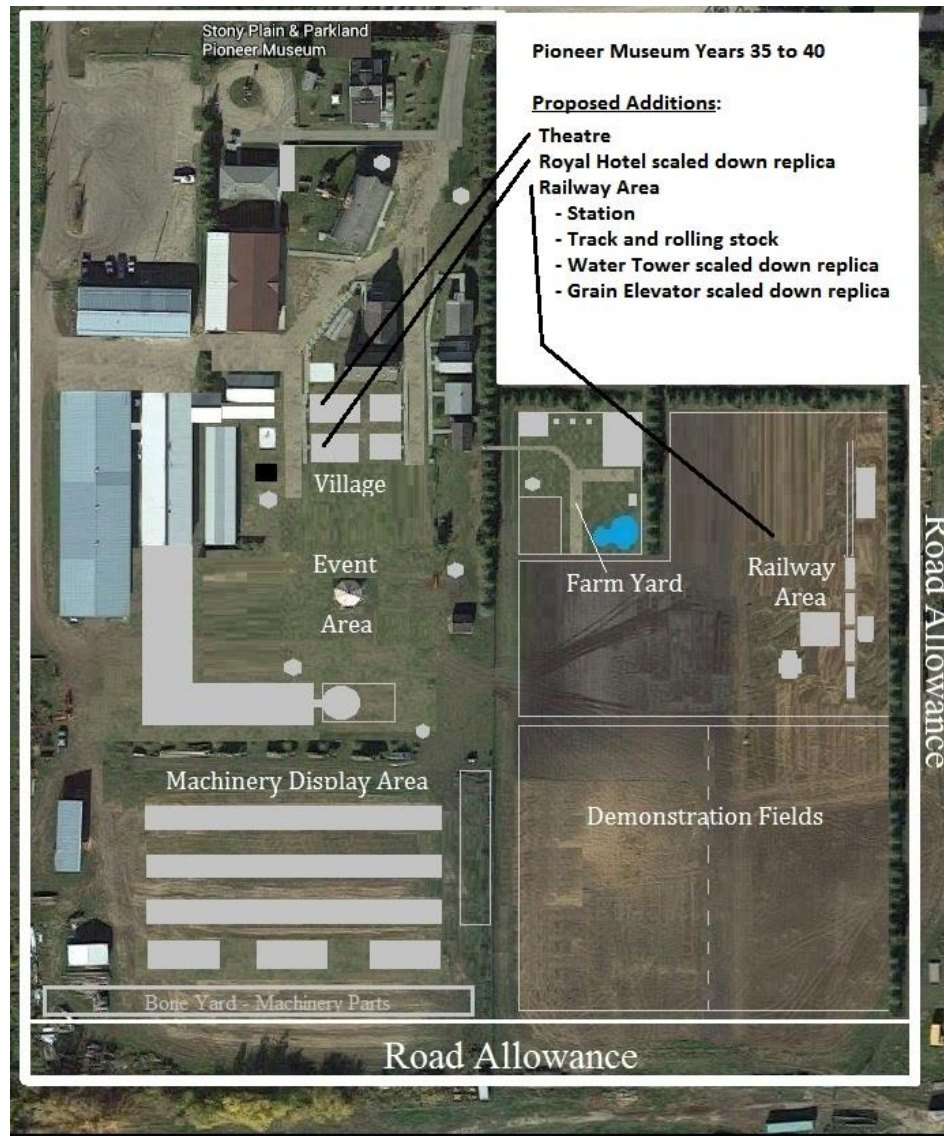 Stony Plain & Parkland
Pioneer Museum
Pioneer Museum Years 35 to 40
Proposed Additions:
Theatre
Royal Hotel scaled down replica
Railway Area
- Station
- Track and rolling stock
- Water Tower scaled down replica
- Grain Elevator scaled down replica
Village
Event
Area
Farm Yard
Railway
Area
Road Allowance
Machinery Display Area
Demonstration Fields
Bone Yard - Machinery Parts
Road Allowance